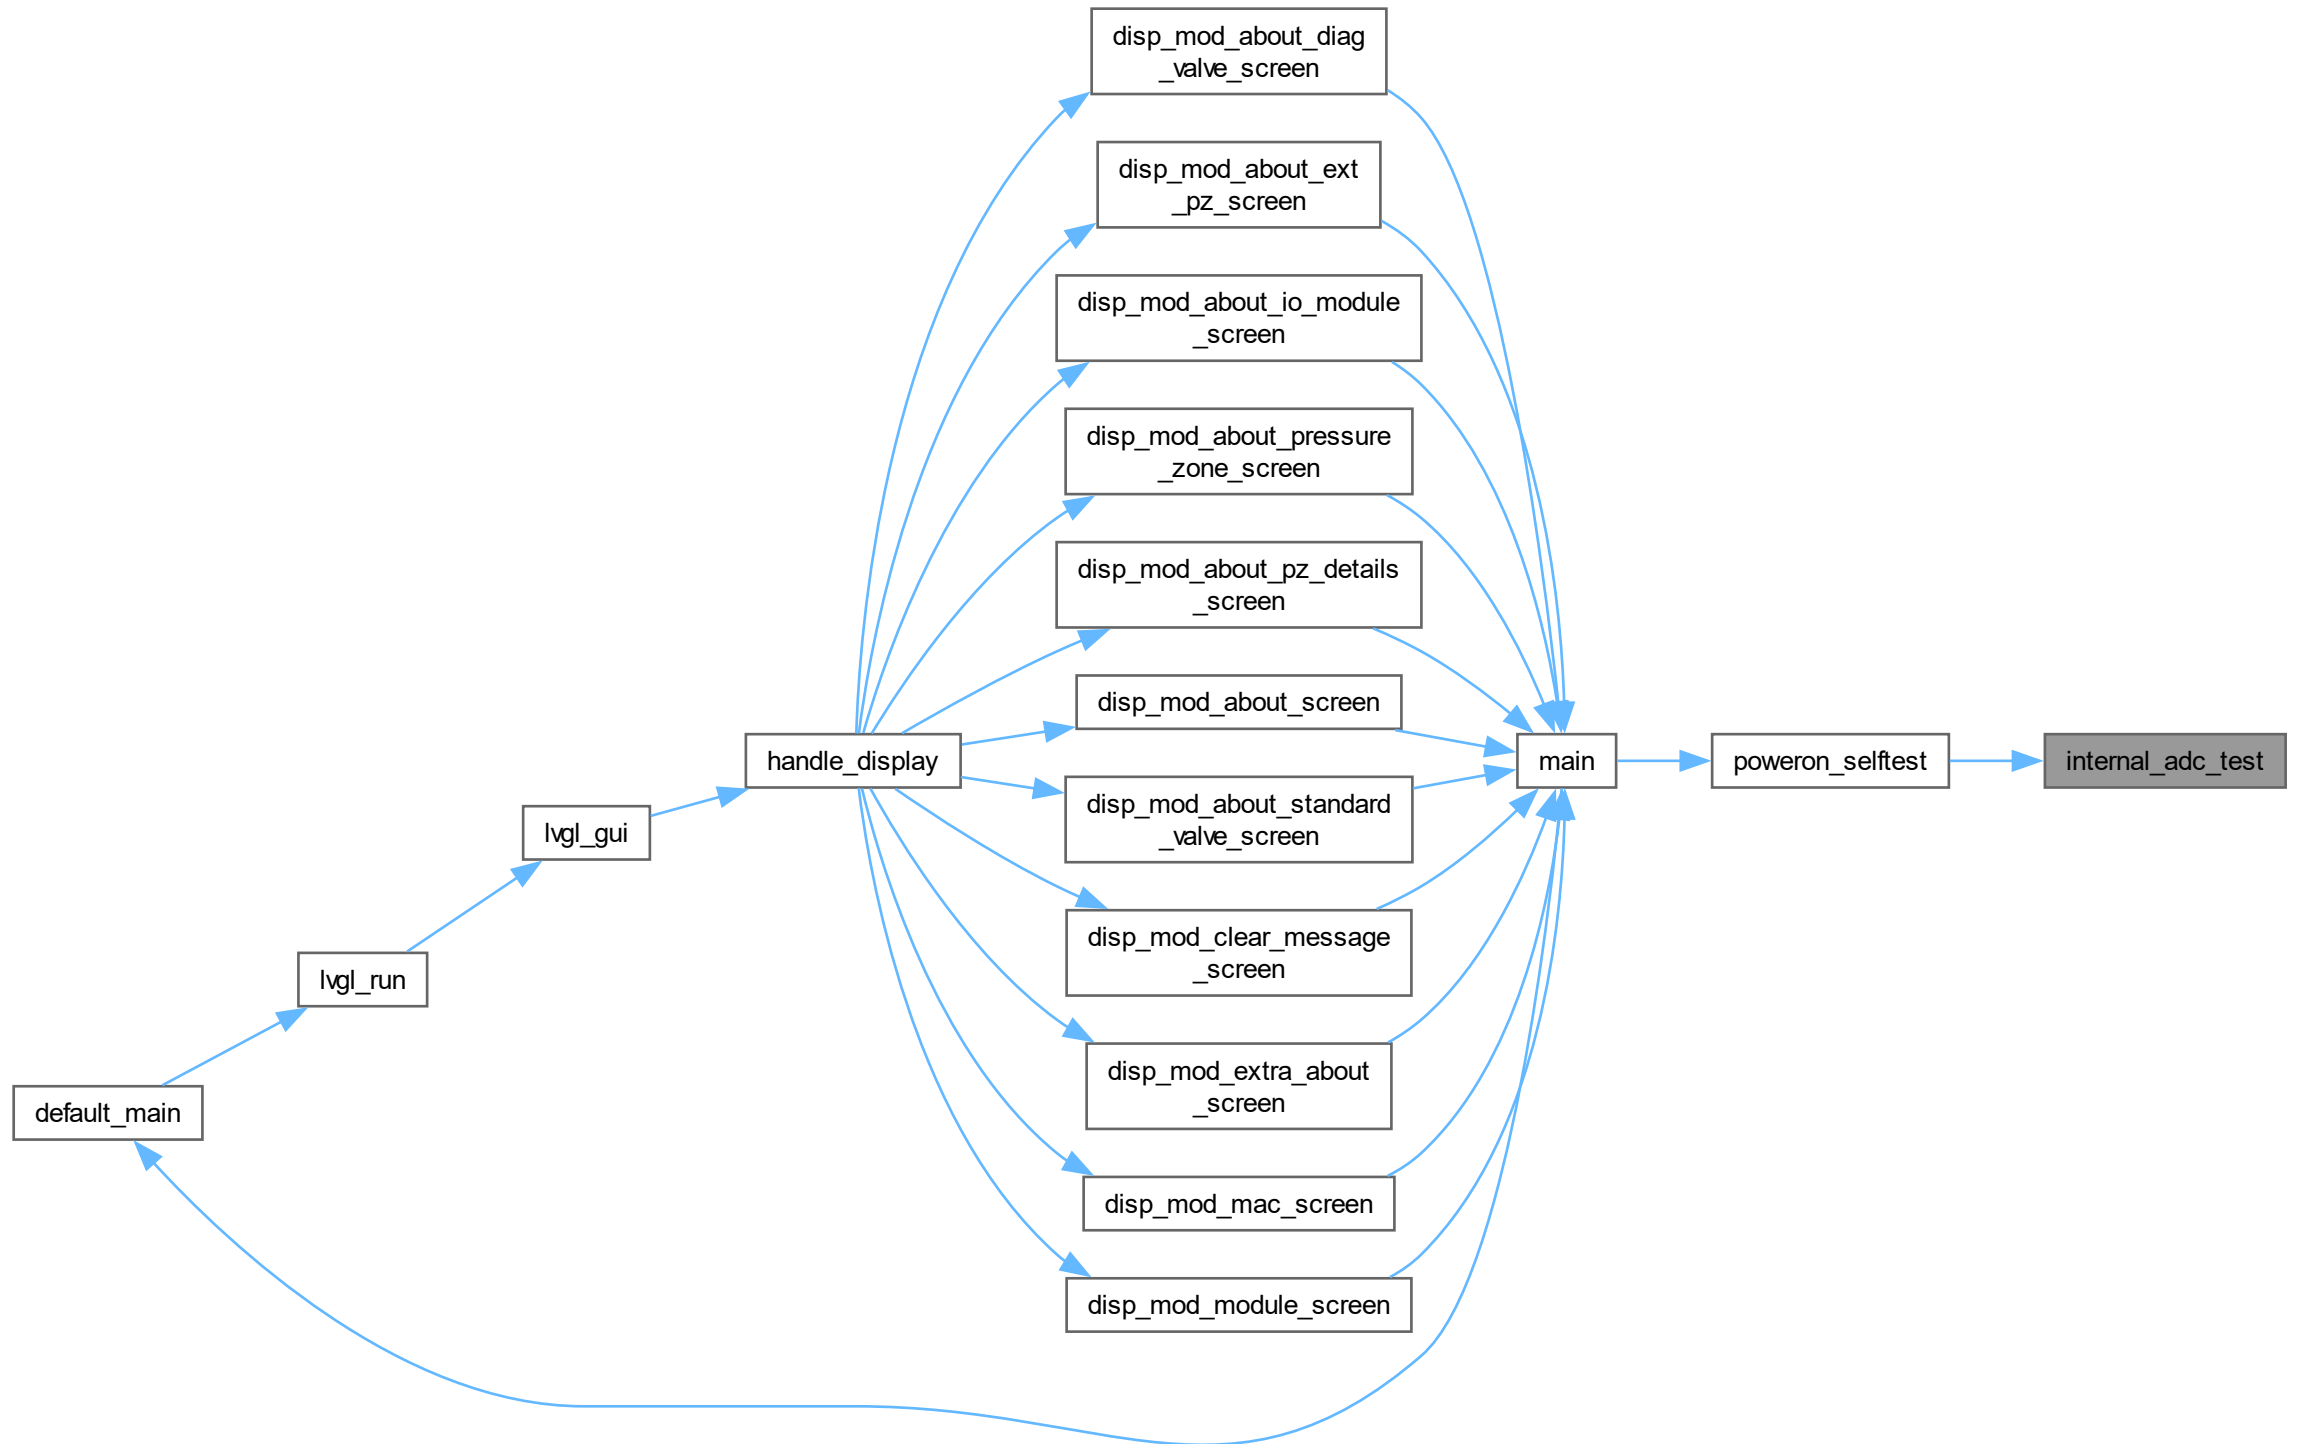 disp_mod_about_diag
_valve_screen
disp_mod_about_ext
_pz_screen
disp_mod_about_io_module
_screen
disp_mod_about_pressure
_zone_screen
disp_mod_about_pz_details
_screen
disp_mod_about_screen
handle_display
main
poweron_selftest
internal_adc_test
disp_mod_about_standard
_valve_screen
lvgl_gui
disp_mod_clear_message
_screen
lvgl_run
disp_mod_extra_about
_screen
default_main
disp_mod_mac_screen
disp_mod_module_screen